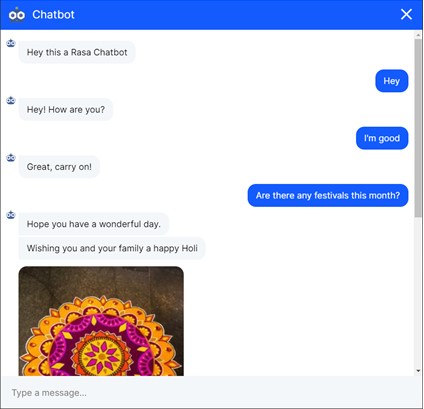 Chatbot
Hey this a Rasa Chatbot
Hey
Hey! How are you?
I'm good
Great, carry on!
Are there any festivals this month?
Hope you have a wonderful day.
Wishing you and your family a happy Holi
Type a message...